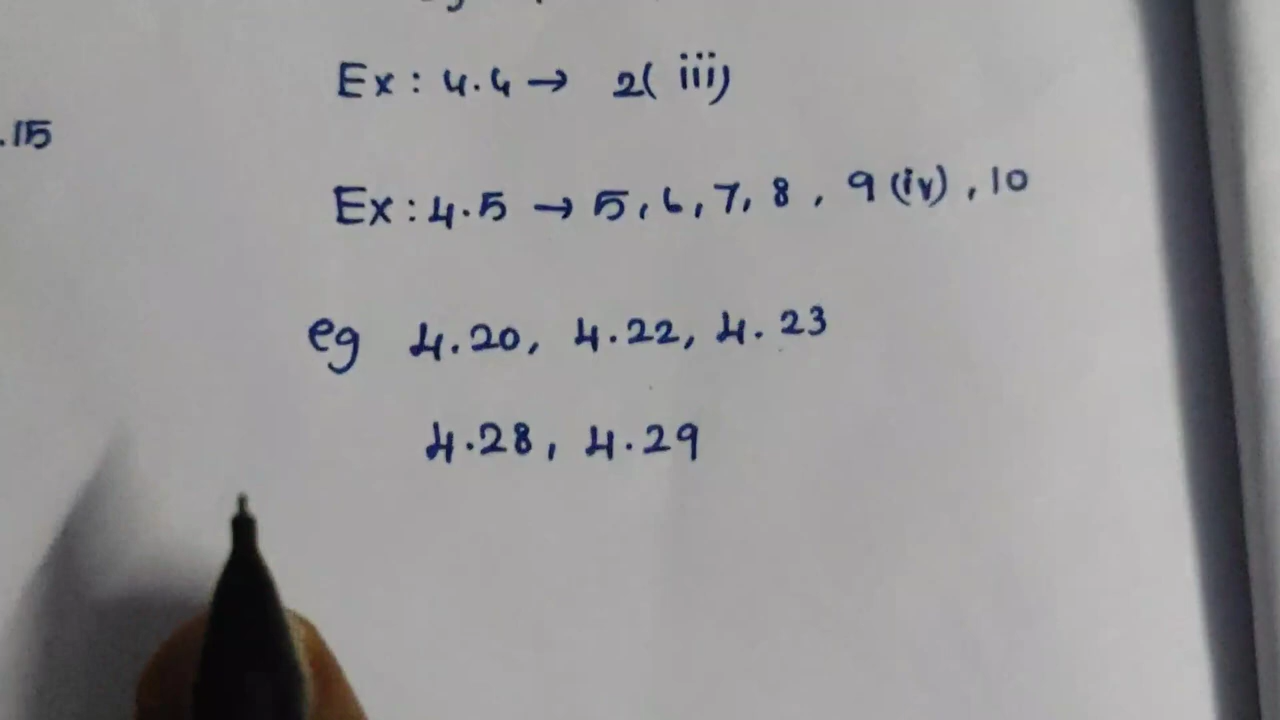 Ex : 4.4 → 2( iii)
.15
Ex : 4.5 → 5, 6, 7, 8 , 9 (iv) , 10
eg 4.20, 4.22, 4.23
4.28, 4.29